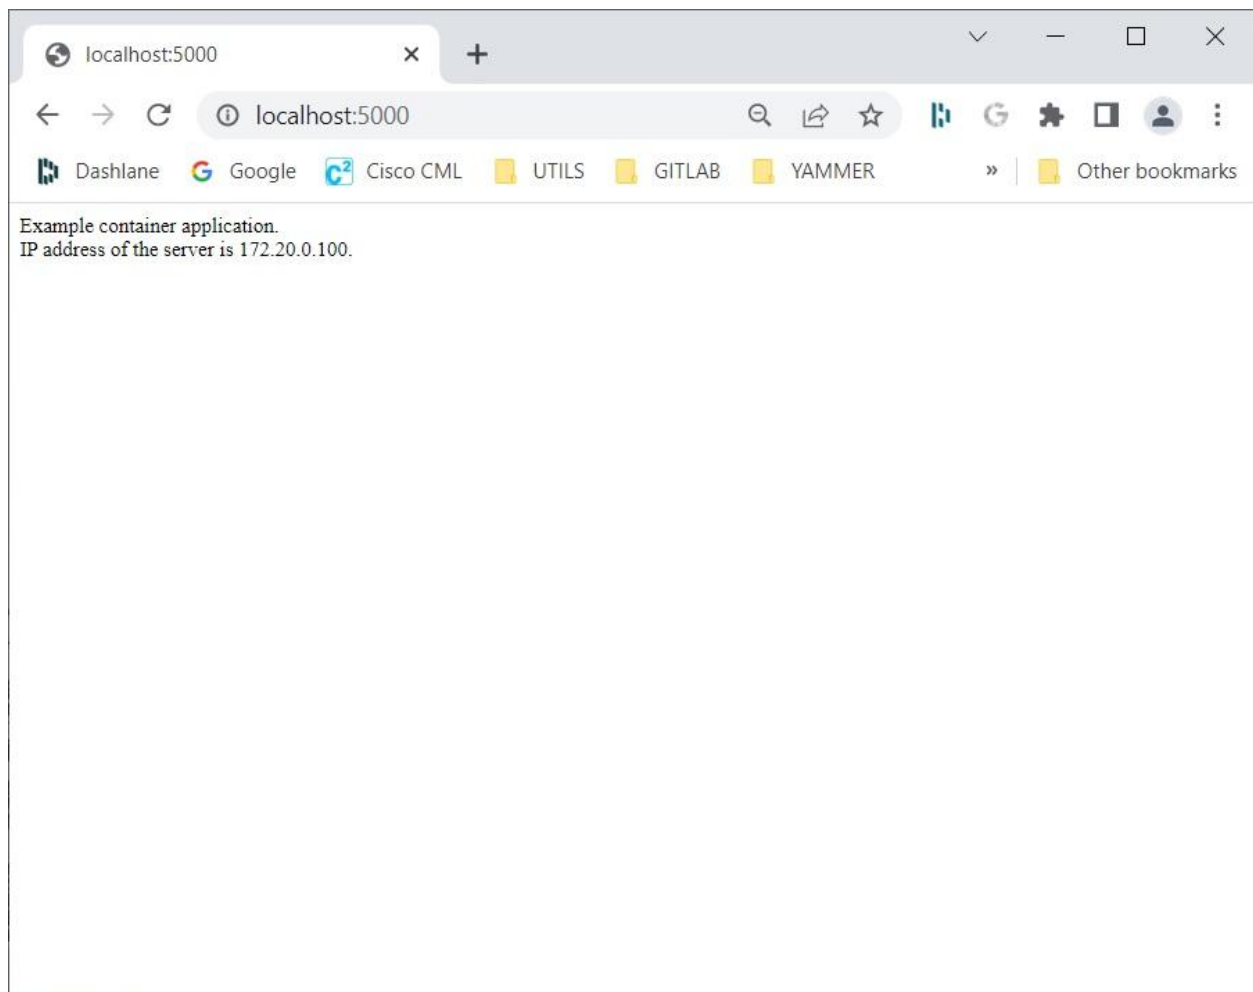 localhost:5000
localhost:5000
Dashlane Google Cisco CML UTILS GITLAB YAMMER » Other bookmarks
Example container application.
IP address of the server is 172.20.0.100.